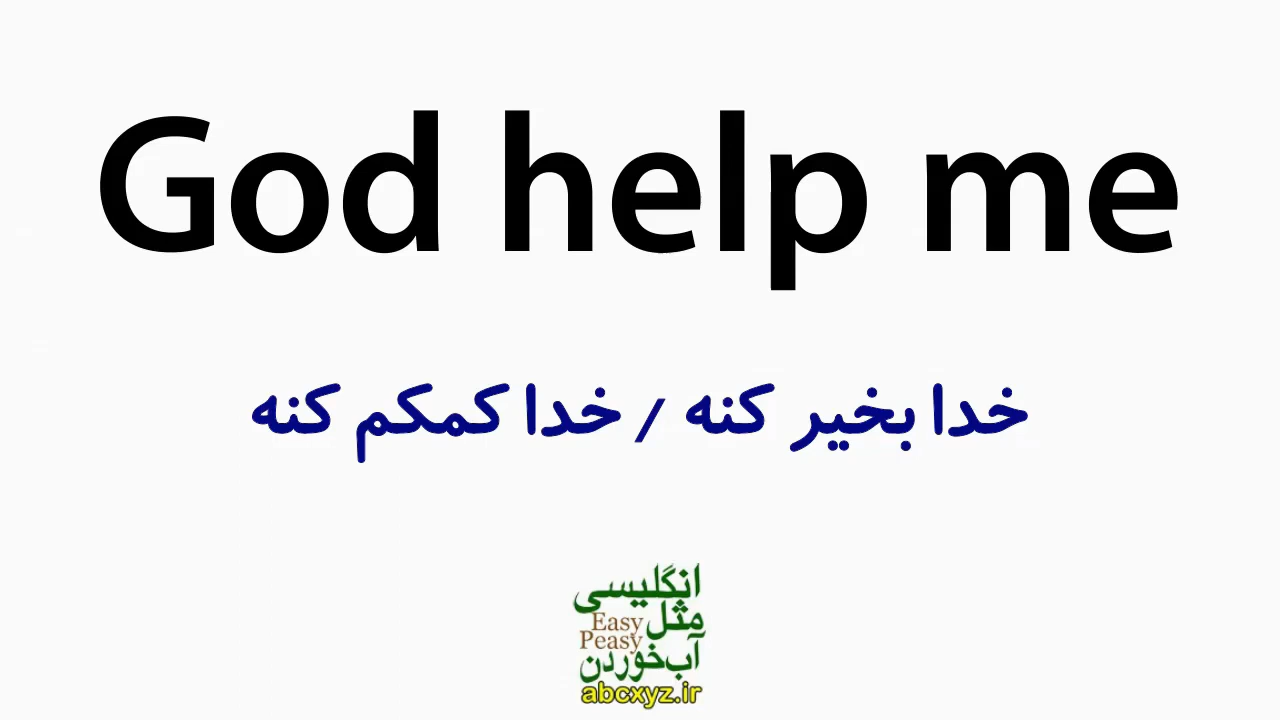 God help me
خدا بخیر کنه / خدا کمکم کنه
انگلیسی
مثل Easy
Peasy
آب‌خوردن
abcxyz.ir